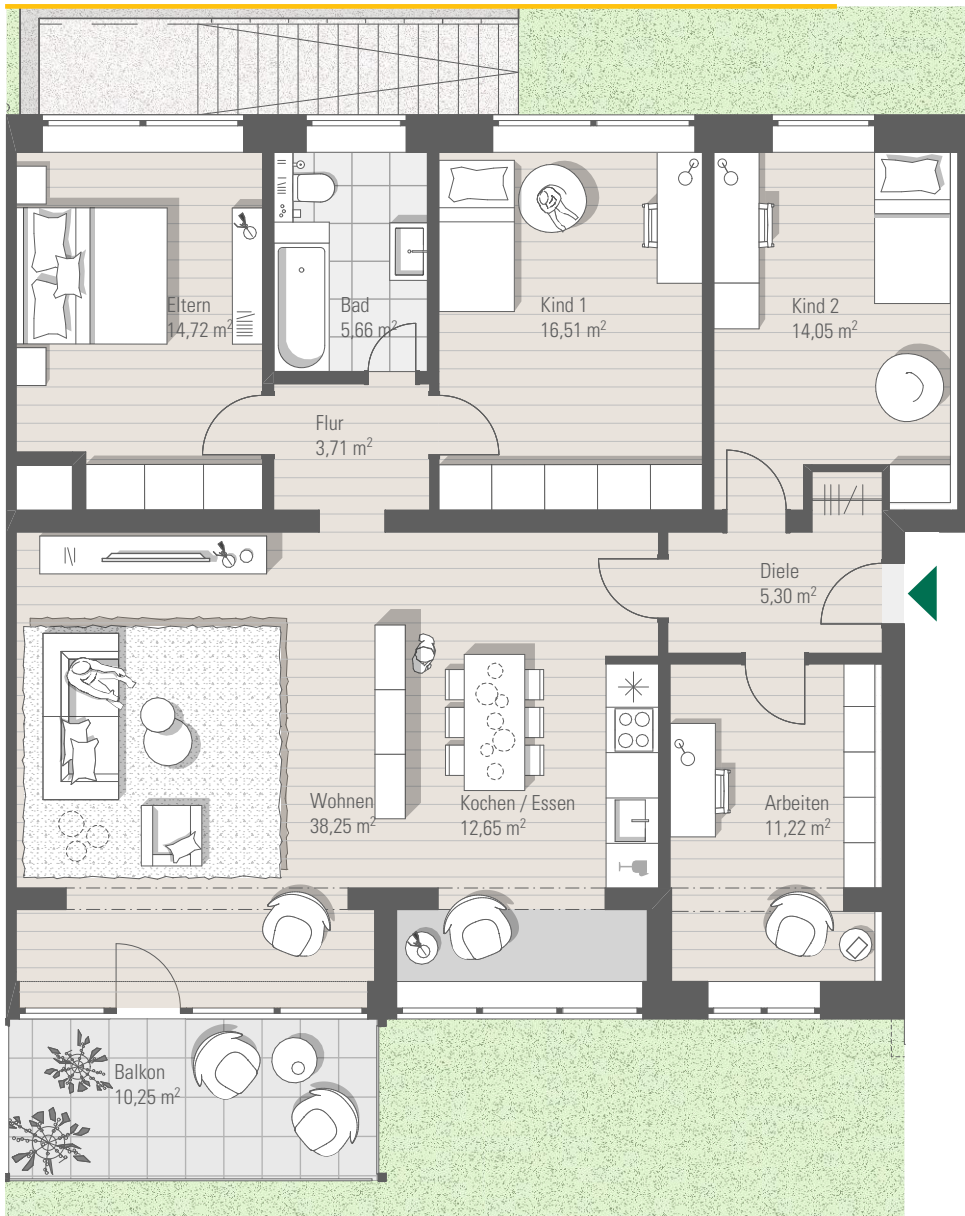 Eltern
14,72 m²
Bad
5,66 m²
Kind 1
16,51 m²
Kind 2
14,05 m²
Flur
3,71 m²
Diele
5,30 m²
Wohnen
38,25 m²
Kochen / Essen
12,65 m²
Arbeiten
11,22 m²
Balkon
10,25 m²